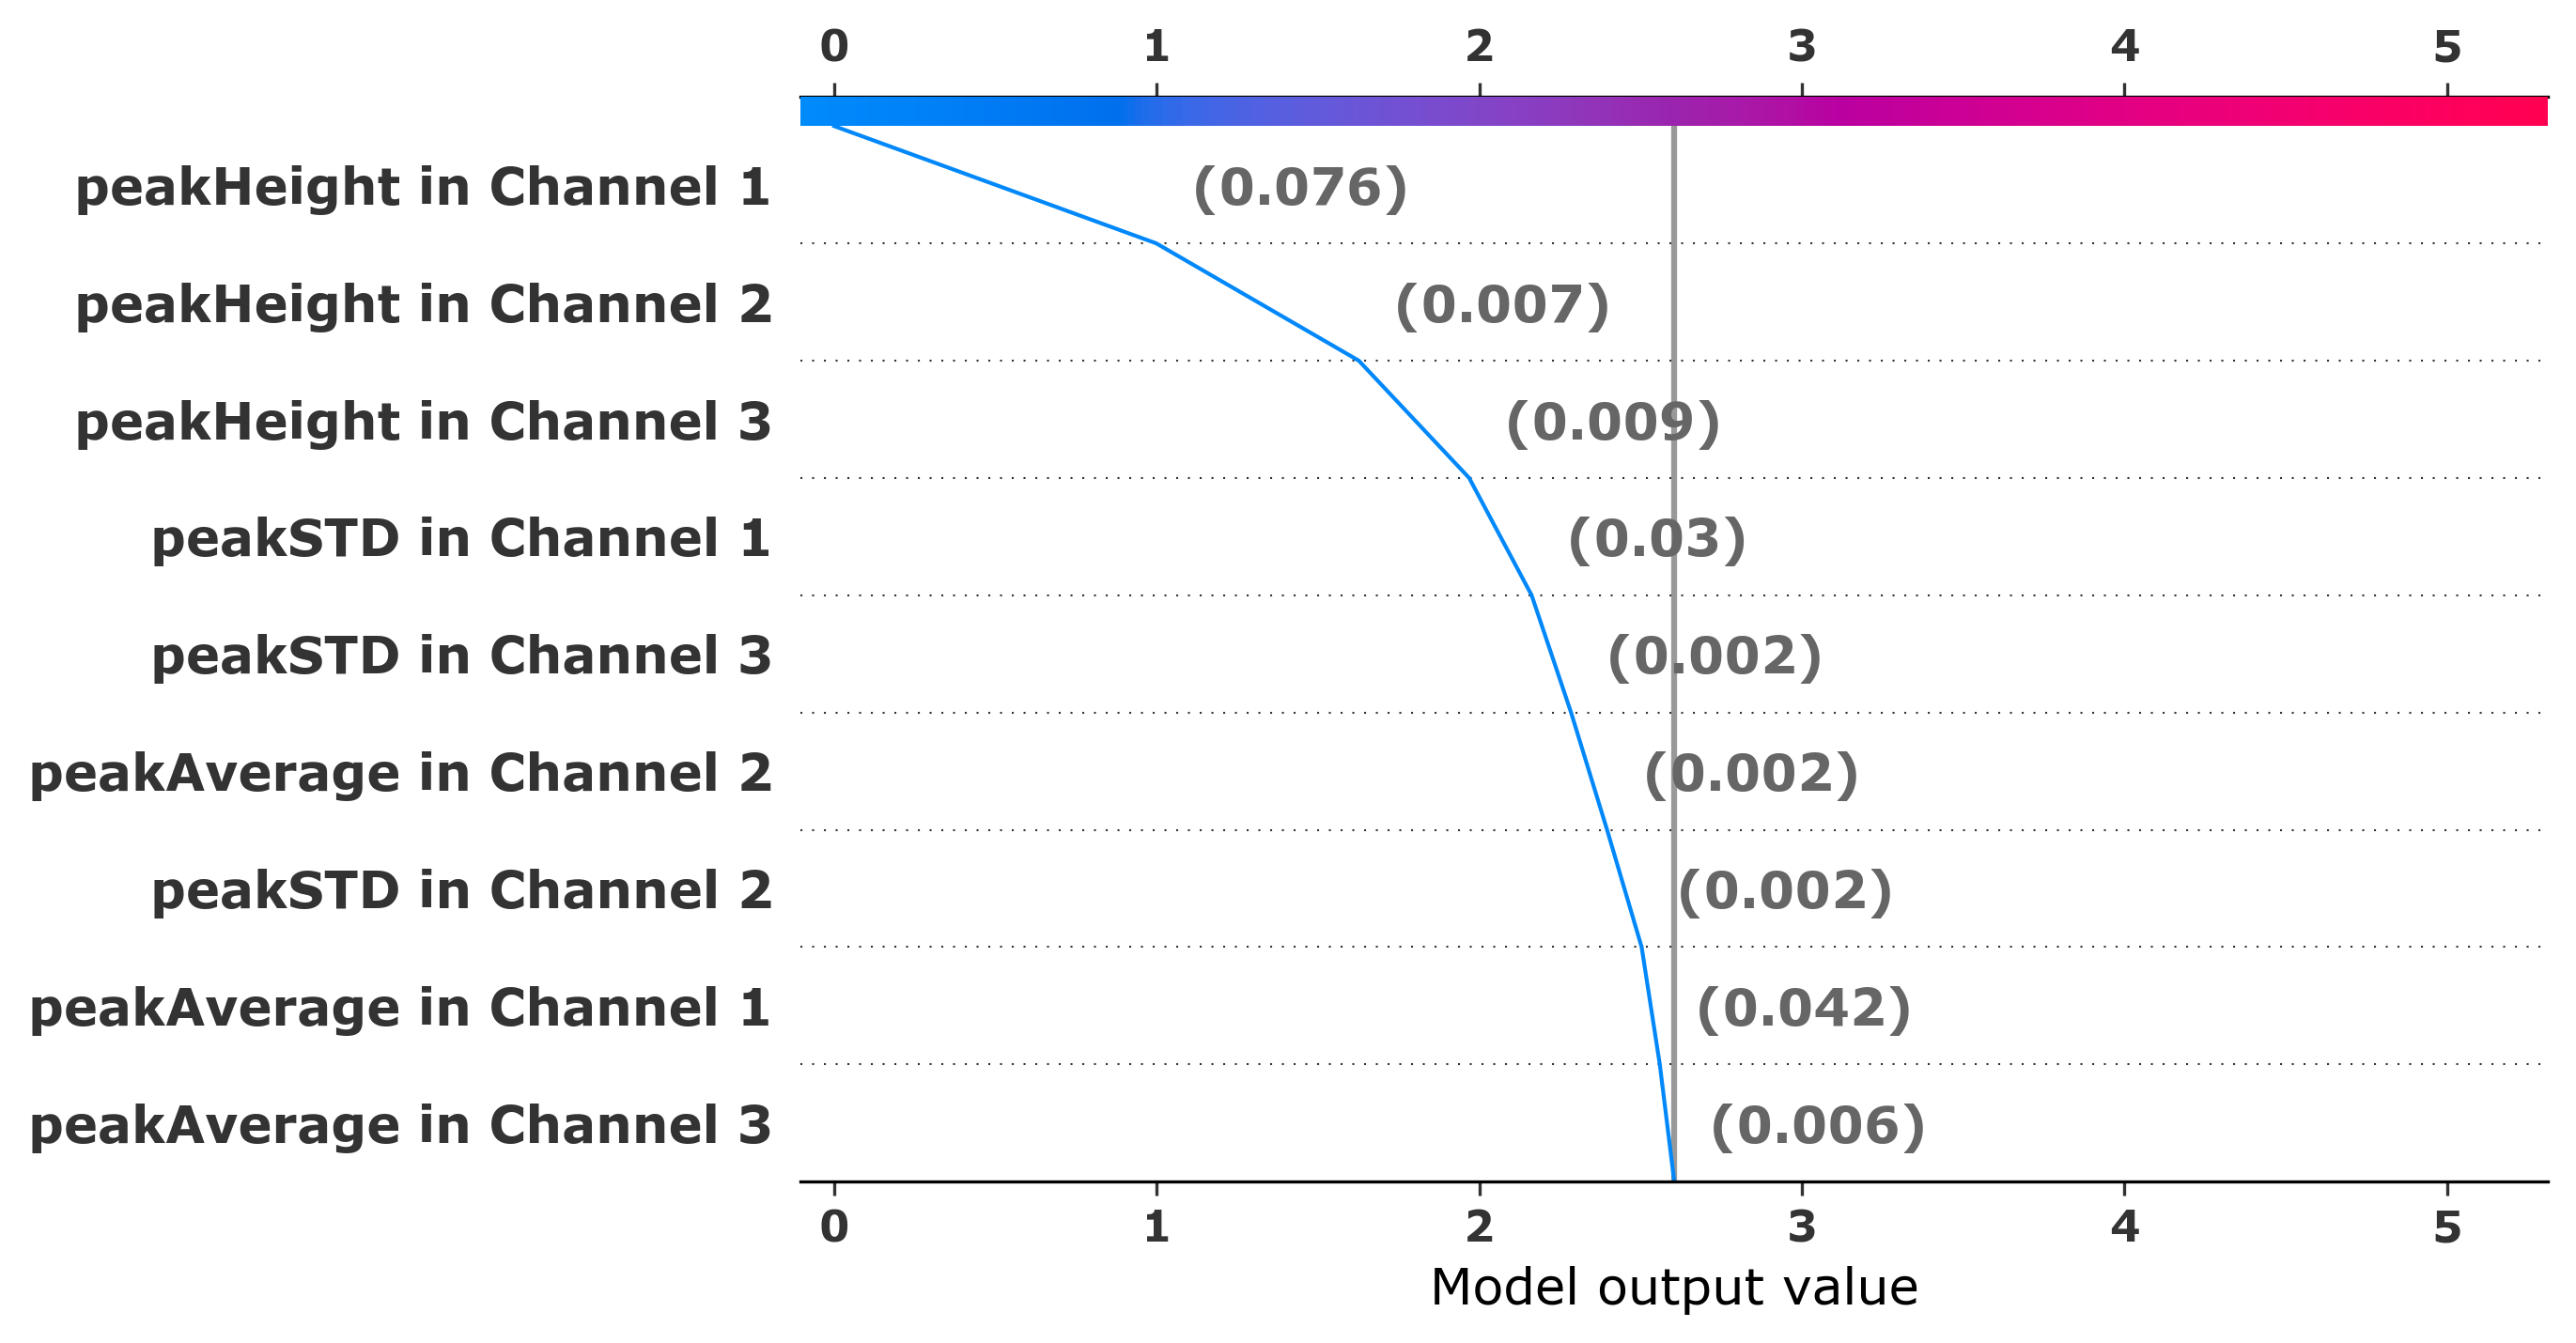 0 1 2 3 4 5
peakHeight in Channel 1 (0.076)
peakHeight in Channel 2 (0.007)
peakHeight in Channel 3 (0.009)
peakSTD in Channel 1 (0.03)
peakSTD in Channel 3 (0.002)
peakAverage in Channel 2 (0.002)
peakSTD in Channel 2 (0.002)
peakAverage in Channel 1 (0.042)
peakAverage in Channel 3 (0.006)
0 1 2 3 4 5
Model output value